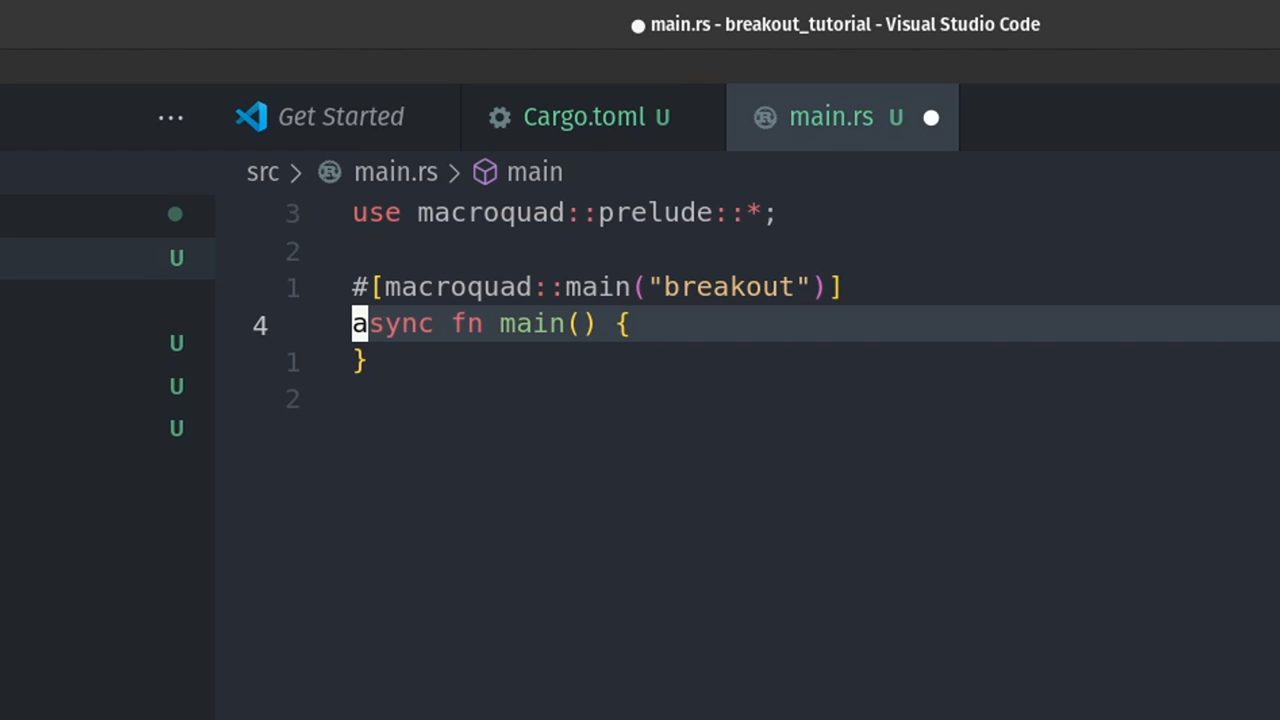 main.rs - breakout_tutorial - Visual Studio Code
... Get Started Cargo.toml U main.rs U
src > main.rs > main
3 use macroquad::prelude::*;
U 2
1 #[macroquad::main("breakout")]
4 async fn main() {
U 1 }
U 2
U